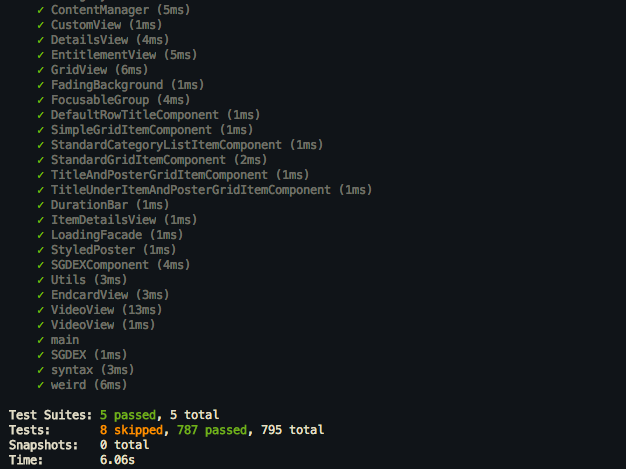 ✓ ContentManager (5ms)
✓ CustomView (1ms)
✓ DetailsView (4ms)
✓ EntitlementView (5ms)
✓ GridView (6ms)
✓ FadingBackground (1ms)
✓ FocusableGroup (4ms)
✓ DefaultRowTitleComponent (1ms)
✓ SimpleGridItemComponent (1ms)
✓ StandardCategoryListItemComponent (1ms)
✓ StandardGridItemComponent (2ms)
✓ TitleAndPosterGridItemComponent (1ms)
✓ TitleUnderItemAndPosterGridItemComponent (1ms)
✓ DurationBar (1ms)
✓ ItemDetailsView (1ms)
✓ LoadingFacade (1ms)
✓ StyledPoster (1ms)
✓ SGDEXComponent (4ms)
✓ Utils (3ms)
✓ EndcardView (3ms)
✓ VideoView (13ms)
✓ VideoView (1ms)
✓ main
✓ SGDEX (1ms)
✓ syntax (3ms)
✓ weird (6ms)
Test Suites: 5 passed, 5 total
Tests: 8 skipped, 787 passed, 795 total
Snapshots: 0 total
Time: 6.06s